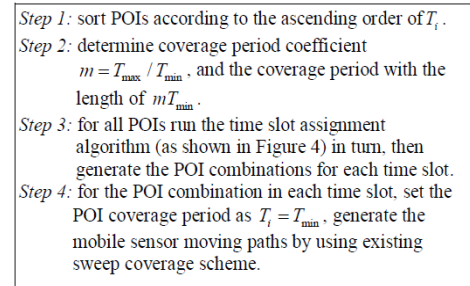 Step 1: sort POIs according to the ascending order of T_i .
Step 2: determine coverage period coefficient
m = T_max / T_min , and the coverage period with the
length of mT_min .
Step 3: for all POIs run the time slot assignment
algorithm (as shown in Figure 4) in turn, then
generate the POI combinations for each time slot.
Step 4: for the POI combination in each time slot, set the
POI coverage period as T_i = T_min , generate the
mobile sensor moving paths by using existing
sweep coverage scheme.